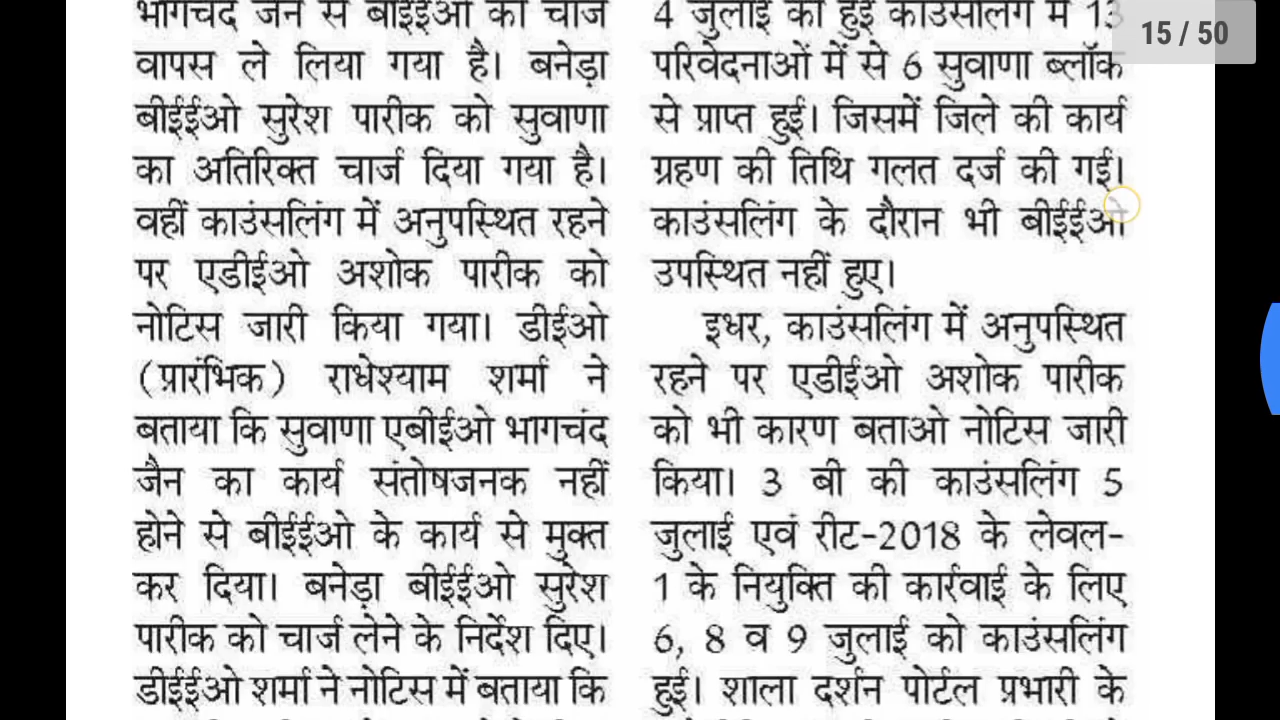 भागचंद जैन से बीईईओ का चार्ज
वापस ले लिया गया है। बनेड़ा
बीईईओ सुरेश पारीक को सुवाणा
का अतिरिक्त चार्ज दिया गया है।
वहीं काउंसलिंग में अनुपस्थित रहने
पर एडीईओ अशोक पारीक को
नोटिस जारी किया गया। डीईओ
(प्रारंभिक) राधेश्याम शर्मा ने
बताया कि सुवाणा एबीईओ भागचंद
जैन का कार्य संतोषजनक नहीं
होने से बीईईओ के कार्य से मुक्त
कर दिया। बनेड़ा बीईईओ सुरेश
पारीक को चार्ज लेने के निर्देश दिए।
डीईईओ शर्मा ने नोटिस में बताया कि
4 जुलाई को हुई काउंसलिंग में 13
परिवेदनाओं में से 6 सुवाणा ब्लॉक
से प्राप्त हुई। जिसमें जिले की कार्य
ग्रहण की तिथि गलत दर्ज की गई।
काउंसलिंग के दौरान भी बीईईओ
उपस्थित नहीं हुए।
इधर, काउंसलिंग में अनुपस्थित
रहने पर एडीईओ अशोक पारीक
को भी कारण बताओ नोटिस जारी
किया। 3 बी की काउंसलिंग 5
जुलाई एवं रीट-2018 के लेवल-
1 के नियुक्ति की कार्रवाई के लिए
6, 8 व 9 जुलाई को काउंसलिंग
हुई। शाला दर्शन पोर्टल प्रभारी के
15 / 50